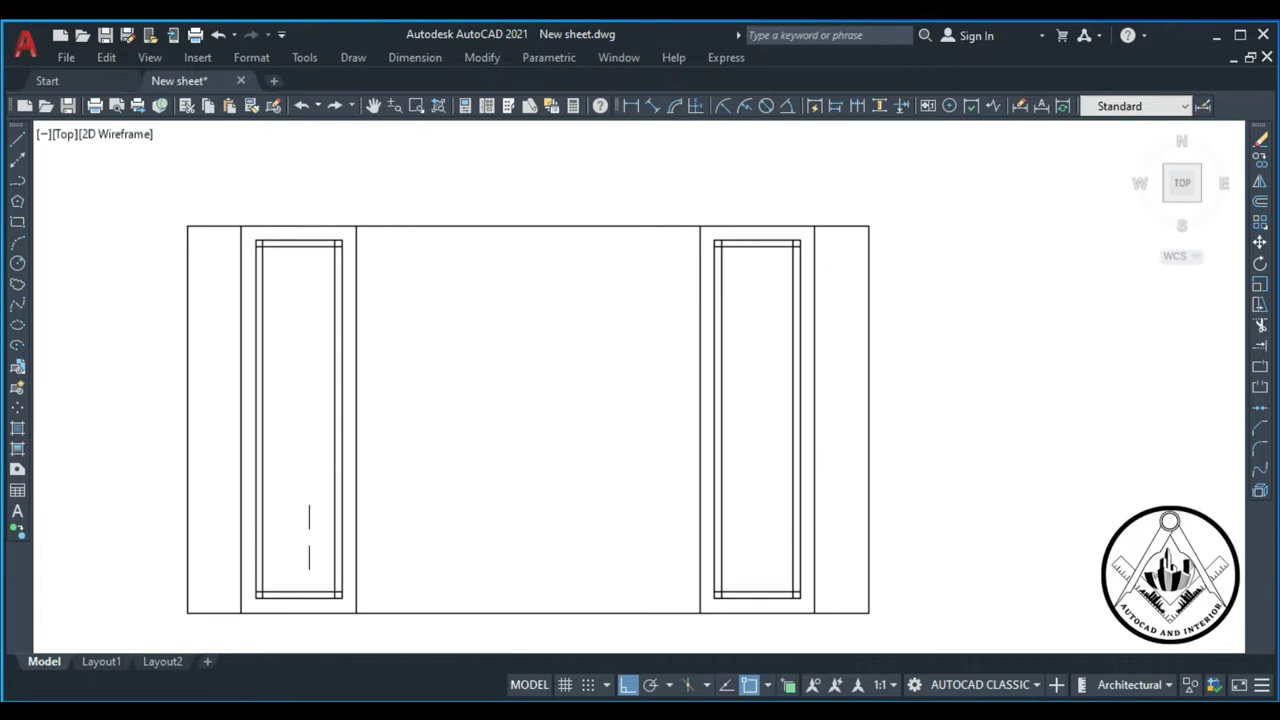 Autodesk AutoCAD 2021 New sheet.dwg
Type a keyword or phrase
Sign In
File Edit View Insert Format Tools Draw Dimension Modify Parametric Window Help Express
Start New sheet*
Standard
[−][Top][2D Wireframe]
N
W TOP E
S
WCS
AUTOCAD AND INTERIOR
Model Layout1 Layout2
MODEL 1:1 AUTOCAD CLASSIC Architectural